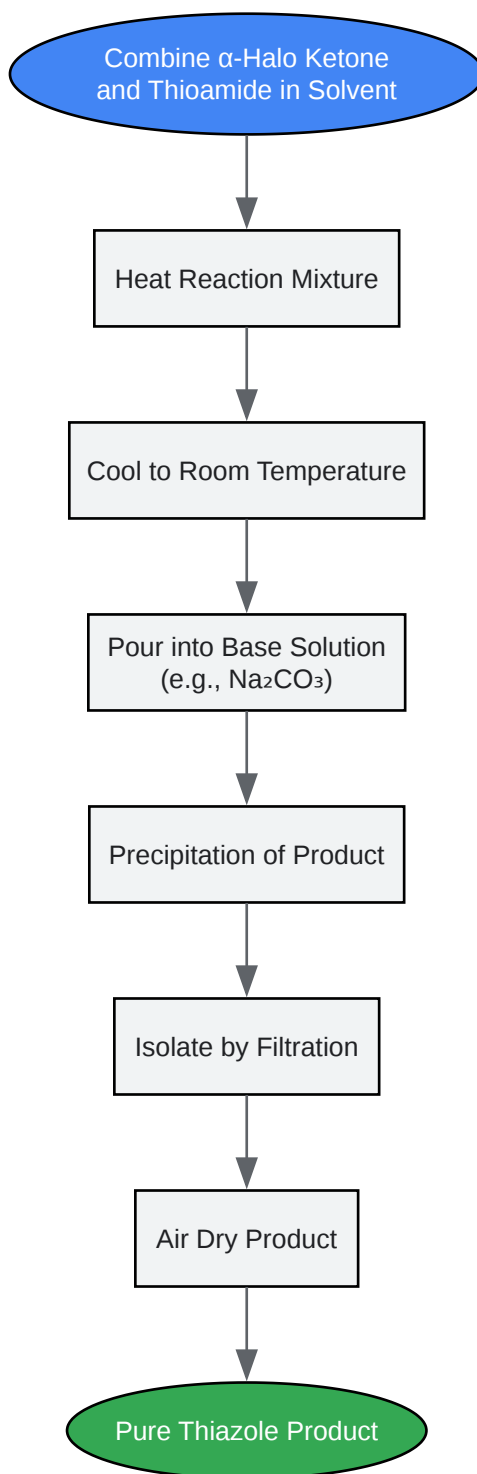 Combine α-Halo Ketone
and Thioamide in Solvent
Heat Reaction Mixture
Cool to Room Temperature
Pour into Base Solution
(e.g., Na₂CO₃)
Precipitation of Product
Isolate by Filtration
Air Dry Product
Pure Thiazole Product